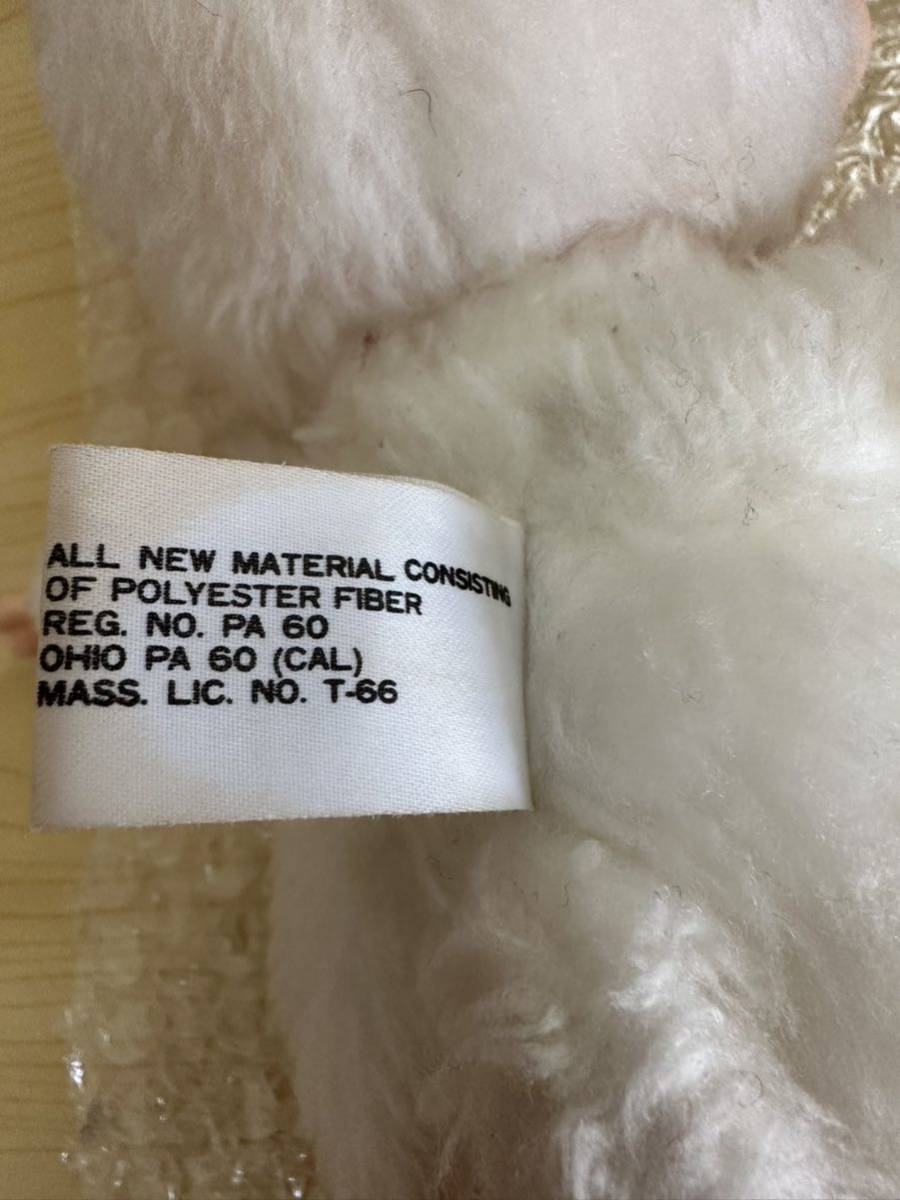 ALL NEW MATERIAL CONSISTING
OF POLYESTER FIBER
REG. NO. PA 60
OHIO PA 60 (CAL)
MASS. LIC. NO. T-66